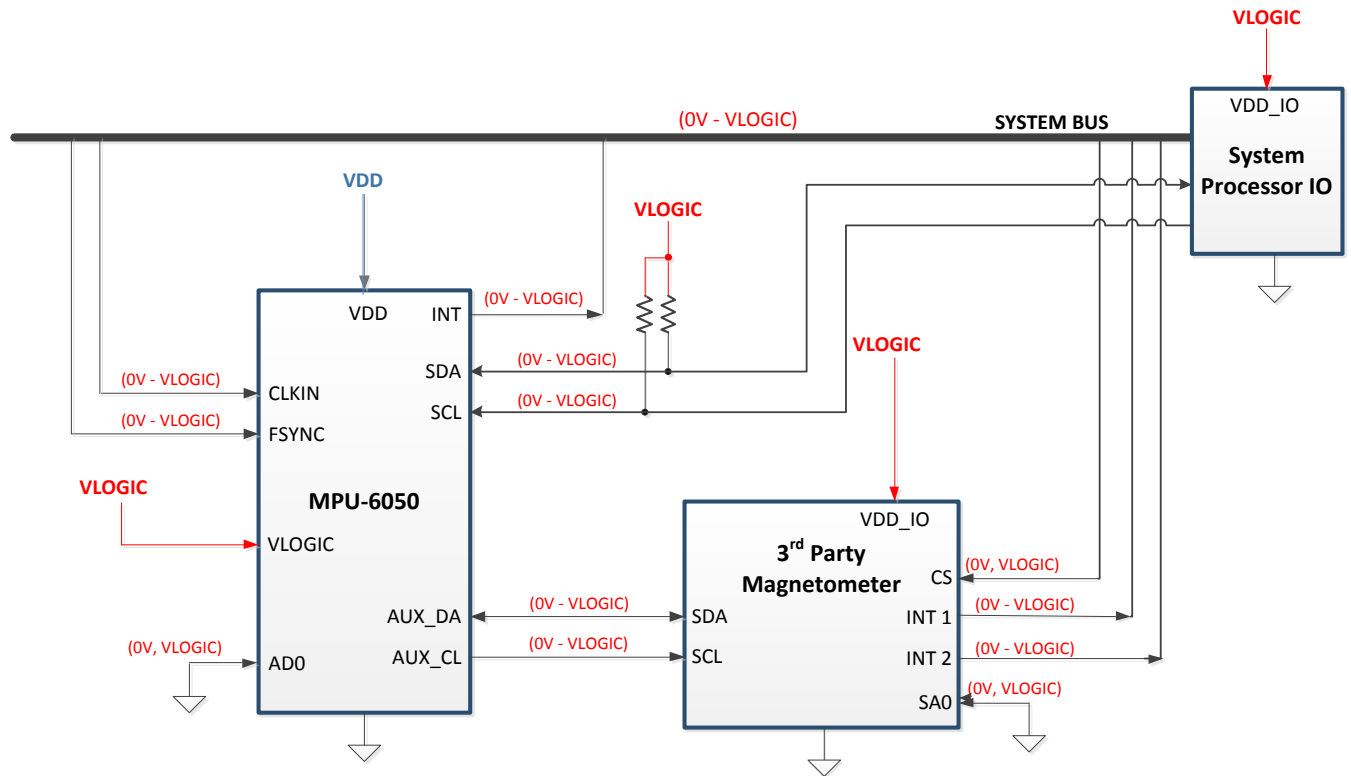 VLOGIC
VDD_IO
System
Processor IO
(0V - VLOGIC)
SYSTEM BUS
VDD
VLOGIC
VDD
INT
(0V - VLOGIC)
SDA
(0V - VLOGIC)
SCL
(0V - VLOGIC)
(0V - VLOGIC)
CLKIN
(0V - VLOGIC)
FSYNC
VLOGIC
VLOGIC
MPU-6050
(0V, VLOGIC)
AD0
AUX_DA
(0V - VLOGIC)
AUX_CL
(0V - VLOGIC)
VLOGIC
VDD_IO
3rd Party
Magnetometer
SDA
SCL
CS
(0V, VLOGIC)
INT 1
(0V - VLOGIC)
INT 2
(0V - VLOGIC)
SA0
(0V, VLOGIC)